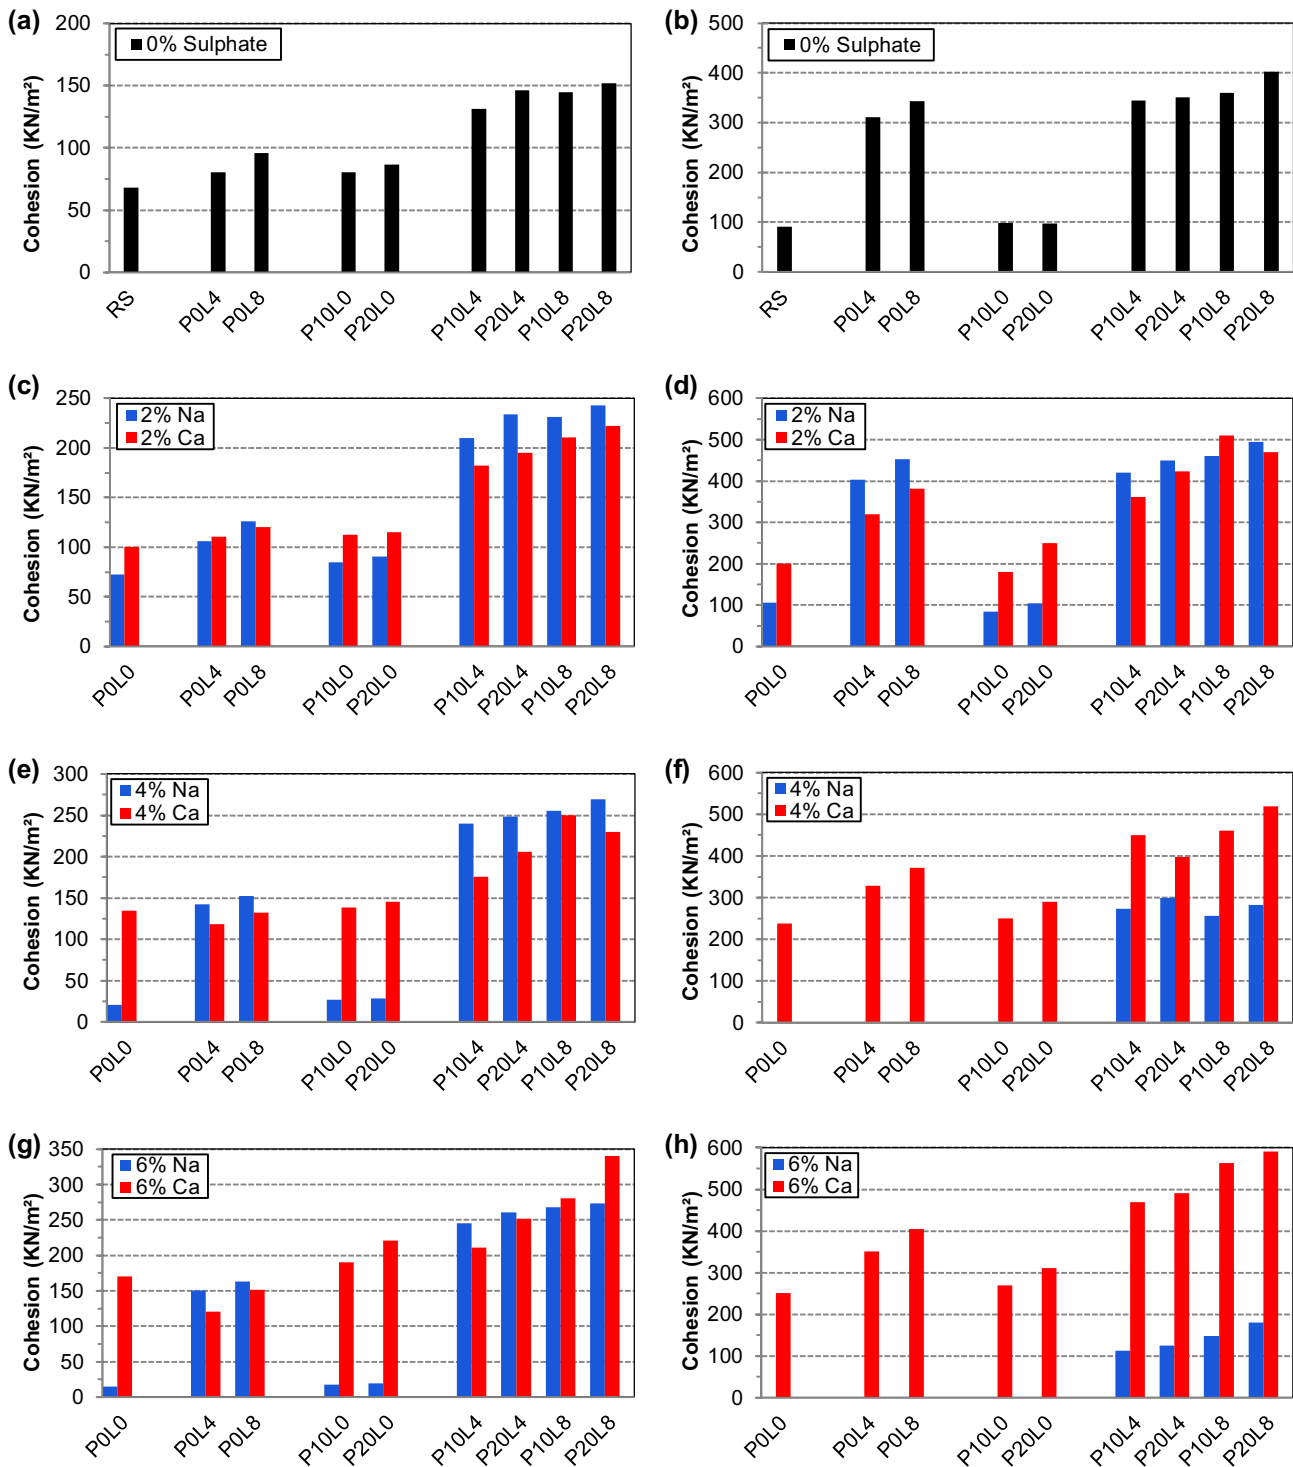 (a)
Cohesion (KN/m²)
200
150
100
50
0
0% Sulphate
RS
P0L4
P0L8
P10L0
P20L0
P10L4
P20L4
P10L8
P20L8
(b)
Cohesion (KN/m²)
500
400
300
200
100
0
0% Sulphate
RS
P0L4
P0L8
P10L0
P20L0
P10L4
P20L4
P10L8
P20L8
(c)
Cohesion (KN/m²)
250
200
150
100
50
0
2% Na
2% Ca
P0L0
P0L4
P0L8
P10L0
P20L0
P10L4
P20L4
P10L8
P20L8
(d)
Cohesion (KN/m²)
600
500
400
300
200
100
0
2% Na
2% Ca
P0L0
P0L4
P0L8
P10L0
P20L0
P10L4
P20L4
P10L8
P20L8
(e)
Cohesion (KN/m²)
300
250
200
150
100
50
0
4% Na
4% Ca
P0L0
P0L4
P0L8
P10L0
P20L0
P10L4
P20L4
P10L8
P20L8
(f)
Cohesion (KN/m²)
600
500
400
300
200
100
0
4% Na
4% Ca
P0L0
P0L4
P0L8
P10L0
P20L0
P10L4
P20L4
P10L8
P20L8
(g)
Cohesion (KN/m²)
350
300
250
200
150
100
50
0
6% Na
6% Ca
P0L0
P0L4
P0L8
P10L0
P20L0
P10L4
P20L4
P10L8
P20L8
(h)
Cohesion (KN/m²)
600
500
400
300
200
100
0
6% Na
6% Ca
P0L0
P0L4
P0L8
P10L0
P20L0
P10L4
P20L4
P10L8
P20L8